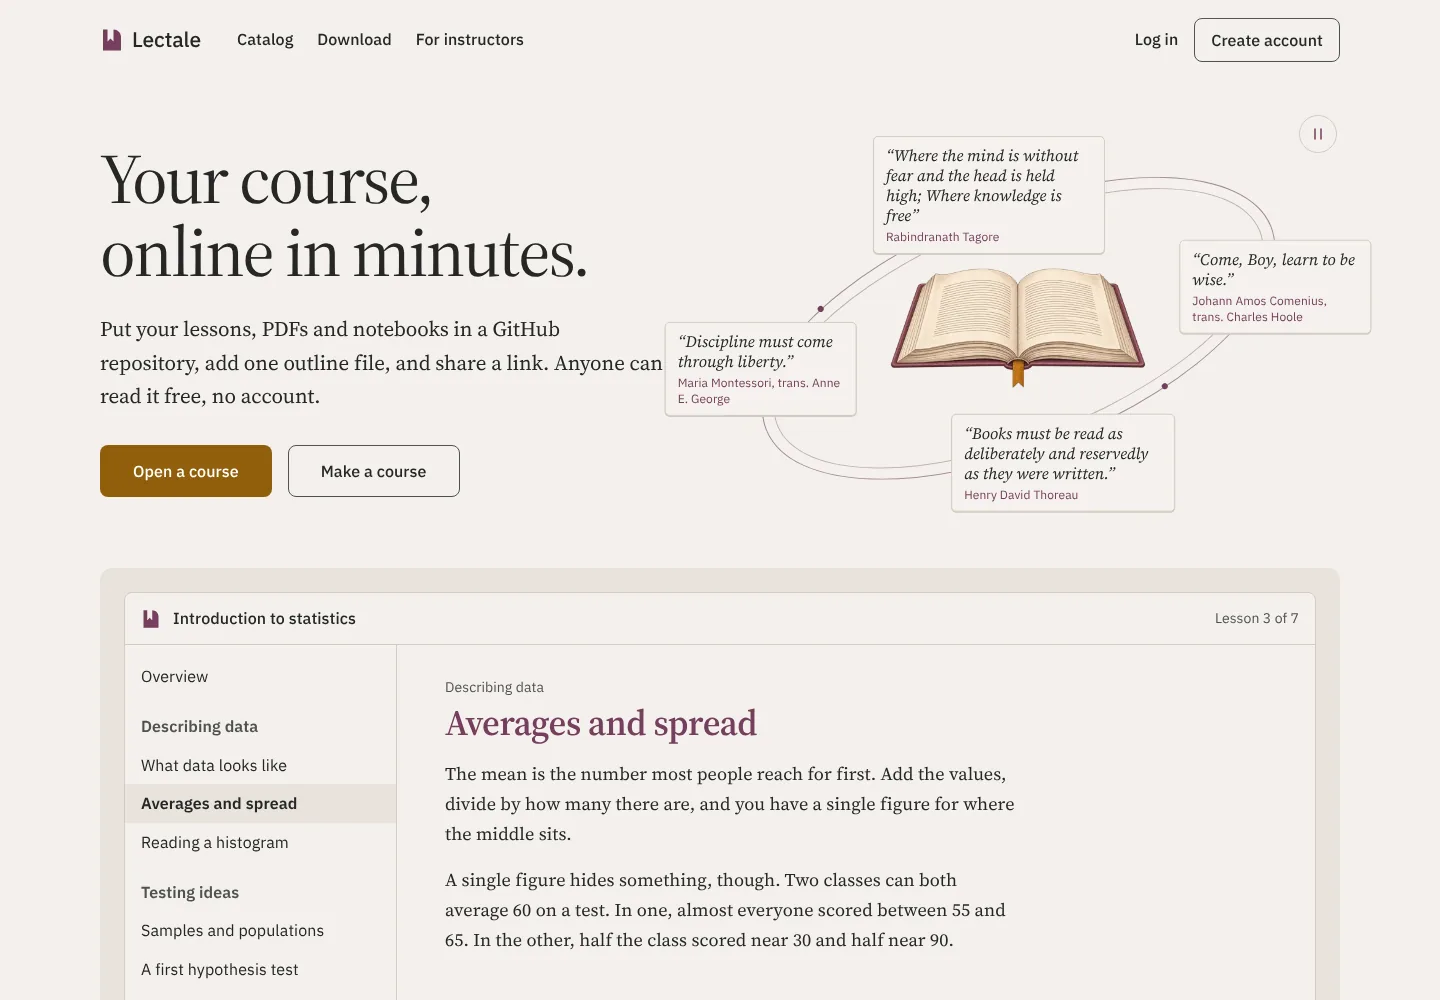 Lectale
Catalog
Download
For instructors
Log in
Create account
Your course,
online in minutes.
Put your lessons, PDFs and notebooks in a GitHub
repository, add one outline file, and share a link. Anyone can
read it free, no account.
Open a course
Make a course
“Where the mind is without
fear and the head is held
high; Where knowledge is
free”
Rabindranath Tagore
“Come, Boy, learn to be
wise.”
Johann Amos Comenius,
trans. Charles Hoole
“Discipline must come
through liberty.”
Maria Montessori, trans. Anne
E. George
“Books must be read as
deliberately and reservedly
as they were written.”
Henry David Thoreau
Introduction to statistics
Lesson 3 of 7
Overview
Describing data
What data looks like
Averages and spread
Reading a histogram
Testing ideas
Samples and populations
A first hypothesis test
Describing data
Averages and spread
The mean is the number most people reach for first. Add the values,
divide by how many there are, and you have a single figure for where
the middle sits.
A single figure hides something, though. Two classes can both
average 60 on a test. In one, almost everyone scored between 55 and
65. In the other, half the class scored near 30 and half near 90.